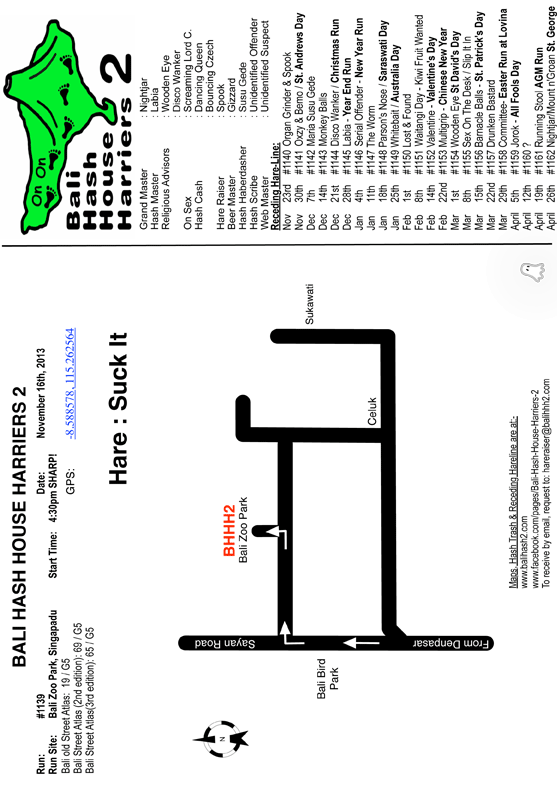 BALI HASH HOUSE HARRIERS 2
Run: #1139 Date: November 16th, 2013
Run Site: Bali Zoo Park, Singapadu Start Time: 4:30pm SHARP!
Bali old Street Atlas: 19 / G5 GPS: -8.588578, 115.262564
Bali Street Atlas (2nd edition): 69 / G5
Bali Street Atlas(3rd edition): 65 / G5
Hare : Suck It
N
Bali Bird
Park
Sayan Road
From Denpasar
BHHH2
Bali Zoo Park
Celuk
Sukawati
Maps, Hash Trash & Receding Hareline are at:-
www.balihash2.com
www.facebook.com/pages/Bali-Hash-House-Harriers-2
To receive by email, request to: hareraiser@balihhh2.com
On On
Bali
Hash
House
Harriers 2
Grand Master : Nightjar
Hash Master : Labia
Religious Advisors : Wooden Eye
Disco Wanker
On Sex : Screaming Lord C.
Hash Cash : Dancing Queen
Bouncing Czech
Hare Raiser : Spook
Beer Master : Gizzard
Hash Haberdasher : Susu Gede
Hash Scribe : Unidentified Offender
Web Master : Unidentified Suspect
Receding Hare-Line:
Nov 23rd #1140 Organ Grinder & Spook
Nov 30th #1141 Oxzy & Bemo / St. Andrews Day
Dec 7th #1142 Maria Susu Gede
Dec 14th #1143 Monkey Balls
Dec 21st #1144 Disco Wanker / Christmas Run
Dec 28th #1145 Labia - Year End Run
Jan 4th #1146 Serial Offender - New Year Run
Jan 11th #1147 The Worm
Jan 18th #1148 Parson's Nose / Saraswati Day
Jan 25th #1149 Whitebait / Australia Day
Feb 1st #1150 Lost & Found
Feb 8th #1151 Waitangi Day / Kiwi Fruit Wanted
Feb 14th #1152 Valentine - Valentine's Day
Feb 22nd #1153 Multigrip - Chinese New Year
Mar 1st #1154 Wooden Eye St David's Day
Mar 8th #1155 Sex On The Desk / Slip It In
Mar 15th #1156 Barnacle Balls - St. Patrick's Day
Mar 22nd #1157 Drunken Bastard
Mar 29th #1158 Committee- Easter Run at Lovina
April 5th #1159 Jorok - All Fools Day
April 12th #1160 ?
April 19th #1161 Running Stool AGM Run
April 26th #1162 Nightjar/Mount n'Groan St. George